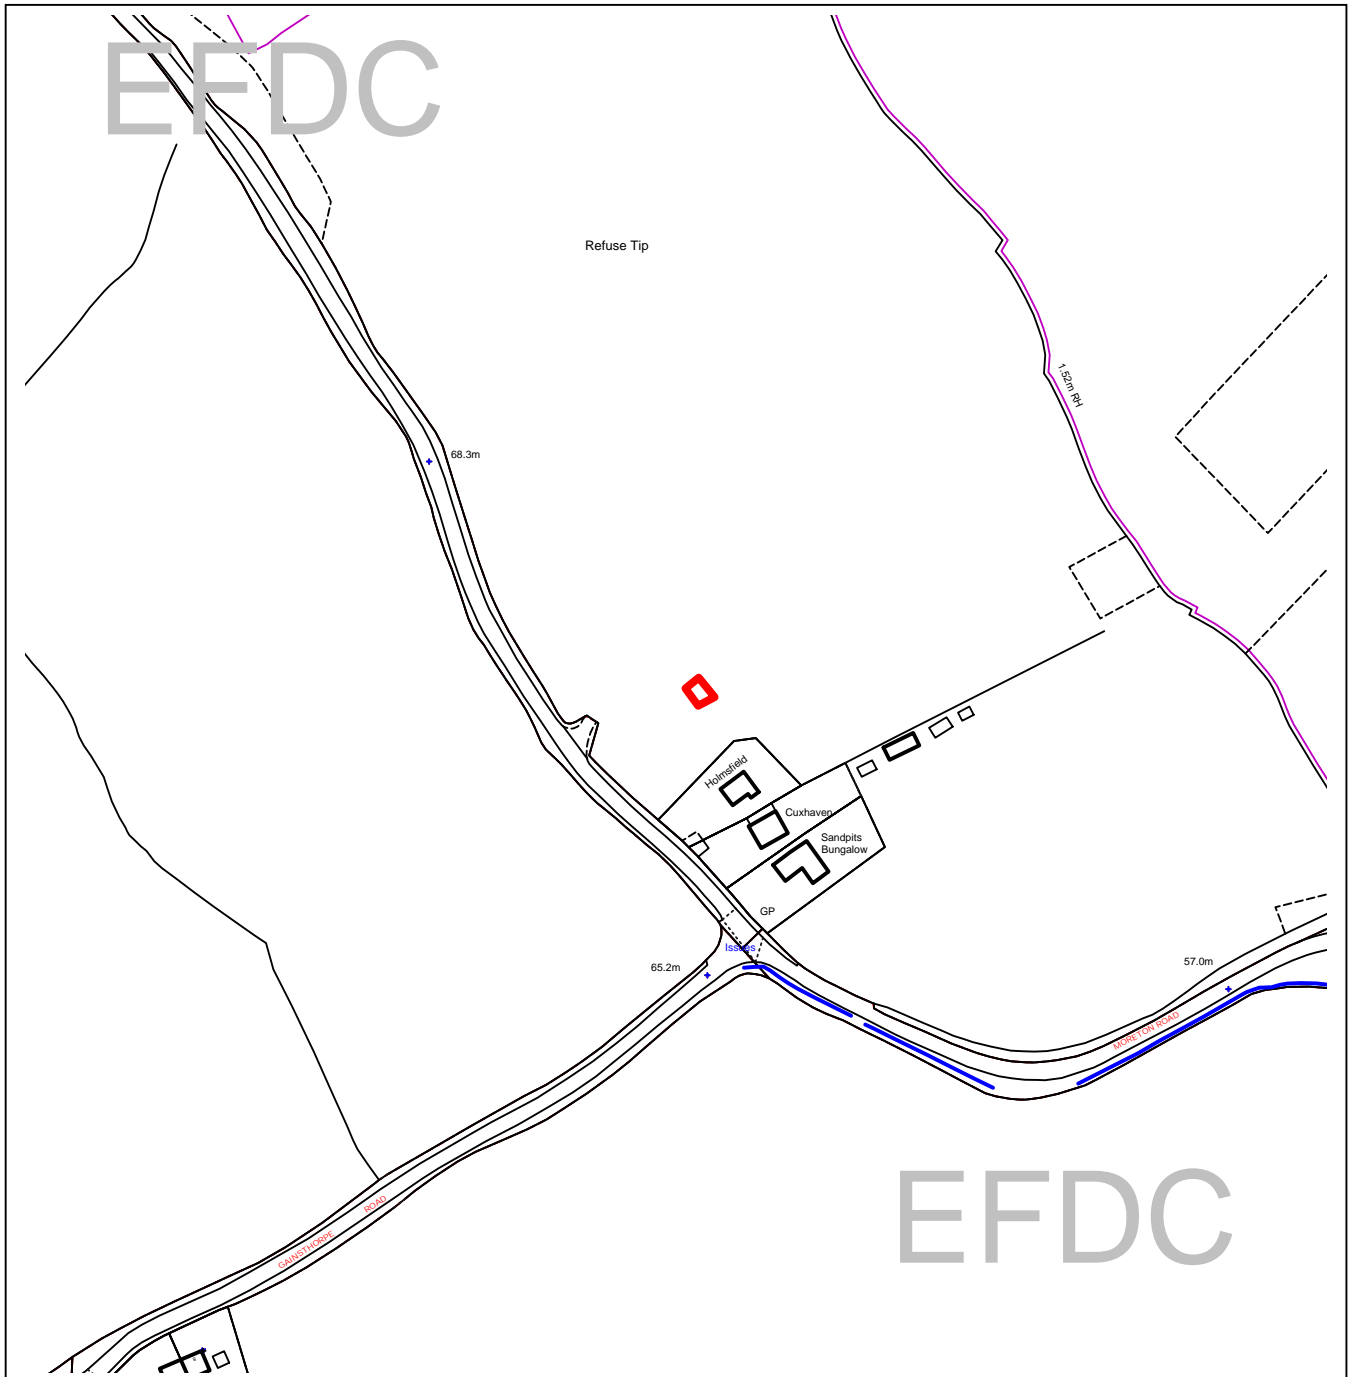 EFDC
Refuse Tip
1.52m RH
68.3m
Holmsfield
Cuxhaven
Sandpits
Bungalow
GP
Issues
65.2m
57.0m
MORETON ROAD
EFDC
ROAD
GAINSTHORPE